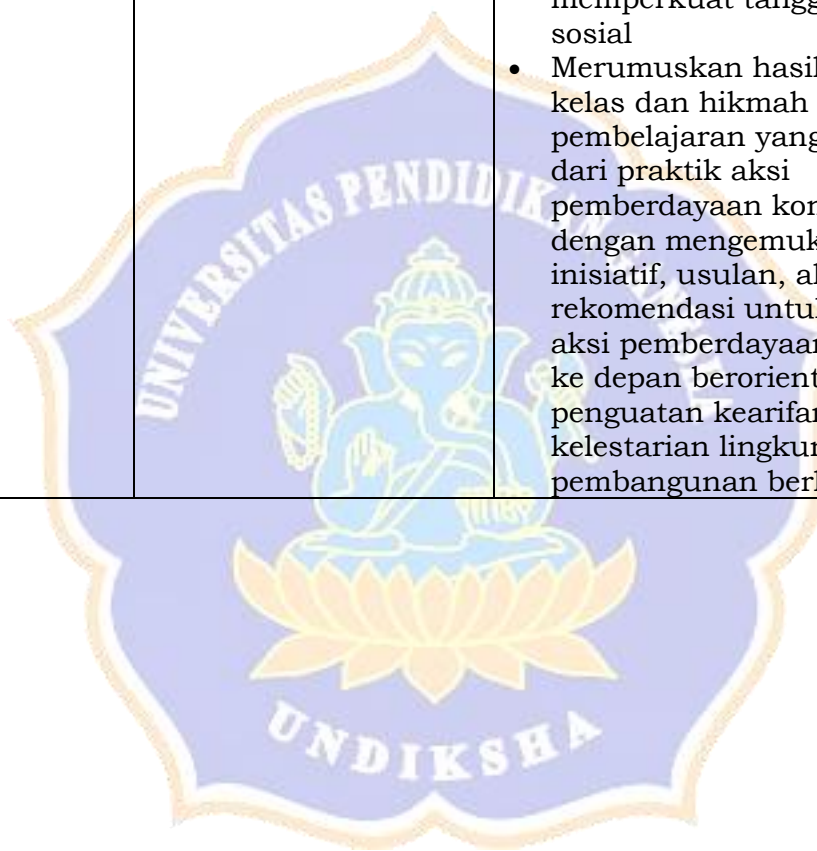 memperkuat tangg
sosial
• Merumuskan hasil
kelas dan hikmah
pembelajaran yang
dari praktik aksi
pemberdayaan kom
dengan mengemuk
inisiatif, usulan, al
rekomendasi untuk
aksi pemberdayaan
ke depan berorient
penguatan kearifan
kelestarian lingkun
pembangunan berk
UNIVERSITAS PENDIDIKAN GANESHA
UNDIKSHA